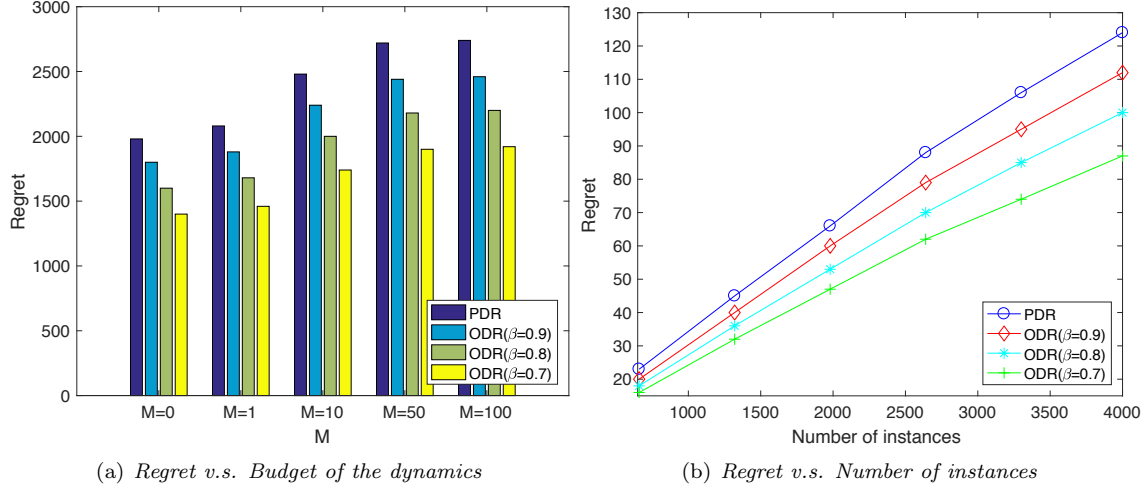 3000
2500
2000
1500
1000
500
0
Regret
PDR
ODR(β=0.9)
ODR(β=0.8)
ODR(β=0.7)
M=0 M=1 M=10 M=50 M=100
M
(a) Regret v.s. Budget of the dynamics
130
120
110
100
90
80
70
60
50
40
30
20
Regret
PDR
ODR(β=0.9)
ODR(β=0.8)
ODR(β=0.7)
1000 1500 2000 2500 3000 3500 4000
Number of instances
(b) Regret v.s. Number of instances